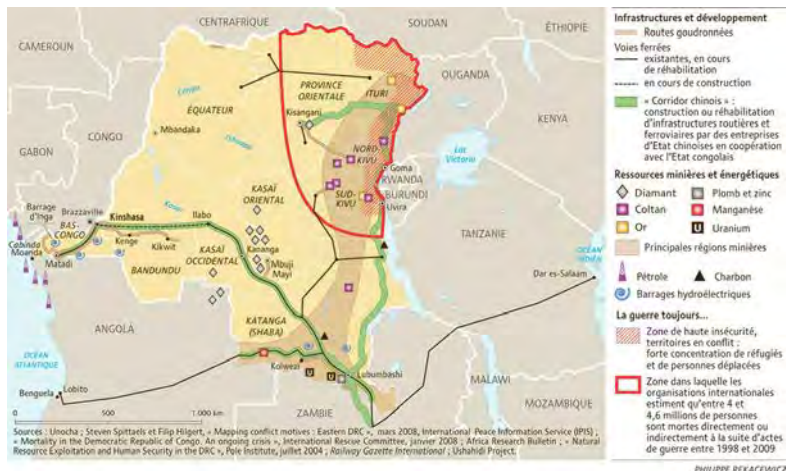 CENTRAFRIQUE
SOUDAN
ÉTHIOPIE
CAMEROUN
PROVINCE
ORIENTALE
ITURI
OUGANDA
ÉQUATEUR
Kisangani
KENYA
Mbandaka
CONGO
GABON
NORD-
KIVU
Lac
Victoria
Goma
RWANDA
KASAÏ
ORIENTAL
SUD-
KIVU
BURUNDI
Uvira
Barrage
d'Inga
Brazzaville
Kinshasa
Ilabo
BAS-
CONGO
Cabinda
Moanda
Matadi
Kenge
Kikwit
KASAÏ
OCCIDENTAL
Kananga
Mbuji
Mayi
TANZANIE
OCÉAN
INDIEN
BANDUNDU
Dar es-Salaam
ANGOLA
KATANGA
(SHABA)
OCÉAN
ATLANTIQUE
Kolwezi
U
U
Lubumbashi
Benguela
Lobito
MALAWI
MOZAMBIQUE
ZAMBIE
0
500
1 000 km
Sources : Unocha ; Steven Spittaels et Filip Hilgert, « Mapping conflict motives : Eastern DRC », mars 2008, International Peace Information Service (IPIS) ;
« Mortality in the Democratic Republic of Congo. An ongoing crisis », International Rescue Committee, janvier 2008 ; Africa Research Bulletin ; « Natural
Resource Exploitation and Human Security in the DRC », Pole Institute, juillet 2004 ; Railway Gazette International ; Ushahidi Project.
Infrastructures et développement
Routes goudronnées
Voies ferrées
existantes, en cours
de réhabilitation
en cours de construction
« Corridor chinois » :
construction ou réhabilitation
d'infrastructures routières et
ferroviaires par des entreprises
d'Etat chinoises en coopération
avec l'Etat congolais
Ressources minières et énergétiques
Diamant
Plomb et zinc
Coltan
Manganèse
Or
U Uranium
Principales régions minières
Pétrole
Charbon
Barrages hydroélectriques
La guerre toujours...
Zone de haute insécurité,
territoires en conflit :
forte concentration de réfugiés
et de personnes déplacées
Zone dans laquelle les
organisations internationales
estiment qu'entre 4 et
4,6 millions de personnes
sont mortes directement ou
indirectement à la suite d'actes
de guerre entre 1998 et 2009
PHILIPPE REKACEWICZ